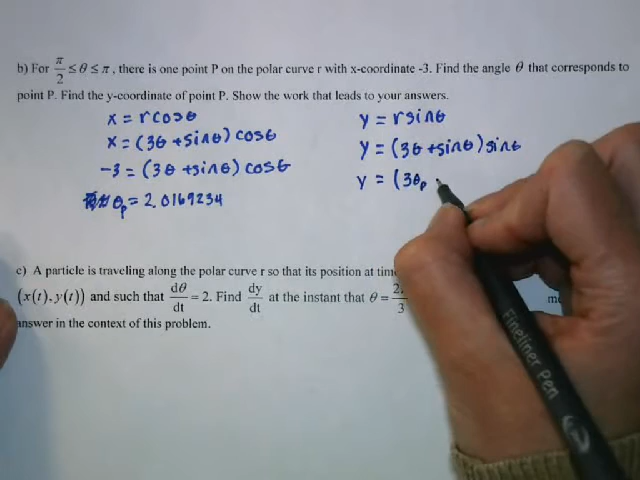 b) For π/2 ≤ θ ≤ π, there is one point P on the polar curve r with x-coordinate -3. Find the angle θ that corresponds to
point P. Find the y-coordinate of point P. Show the work that leads to your answers.
x = r cosθ
x = (3θ + sinθ) cosθ
-3 = (3θ + sinθ) cosθ
θp = 2.0169234
y = r sinθ
y = (3θ + sinθ) sinθ
y = (3θp
c) A particle is traveling along the polar curve r so that its position at tim
(x(t), y(t)) and such that dθ/dt = 2. Find dy/dt at the instant that θ = 2 /3
answer in the context of this problem.
Fineliner Pen